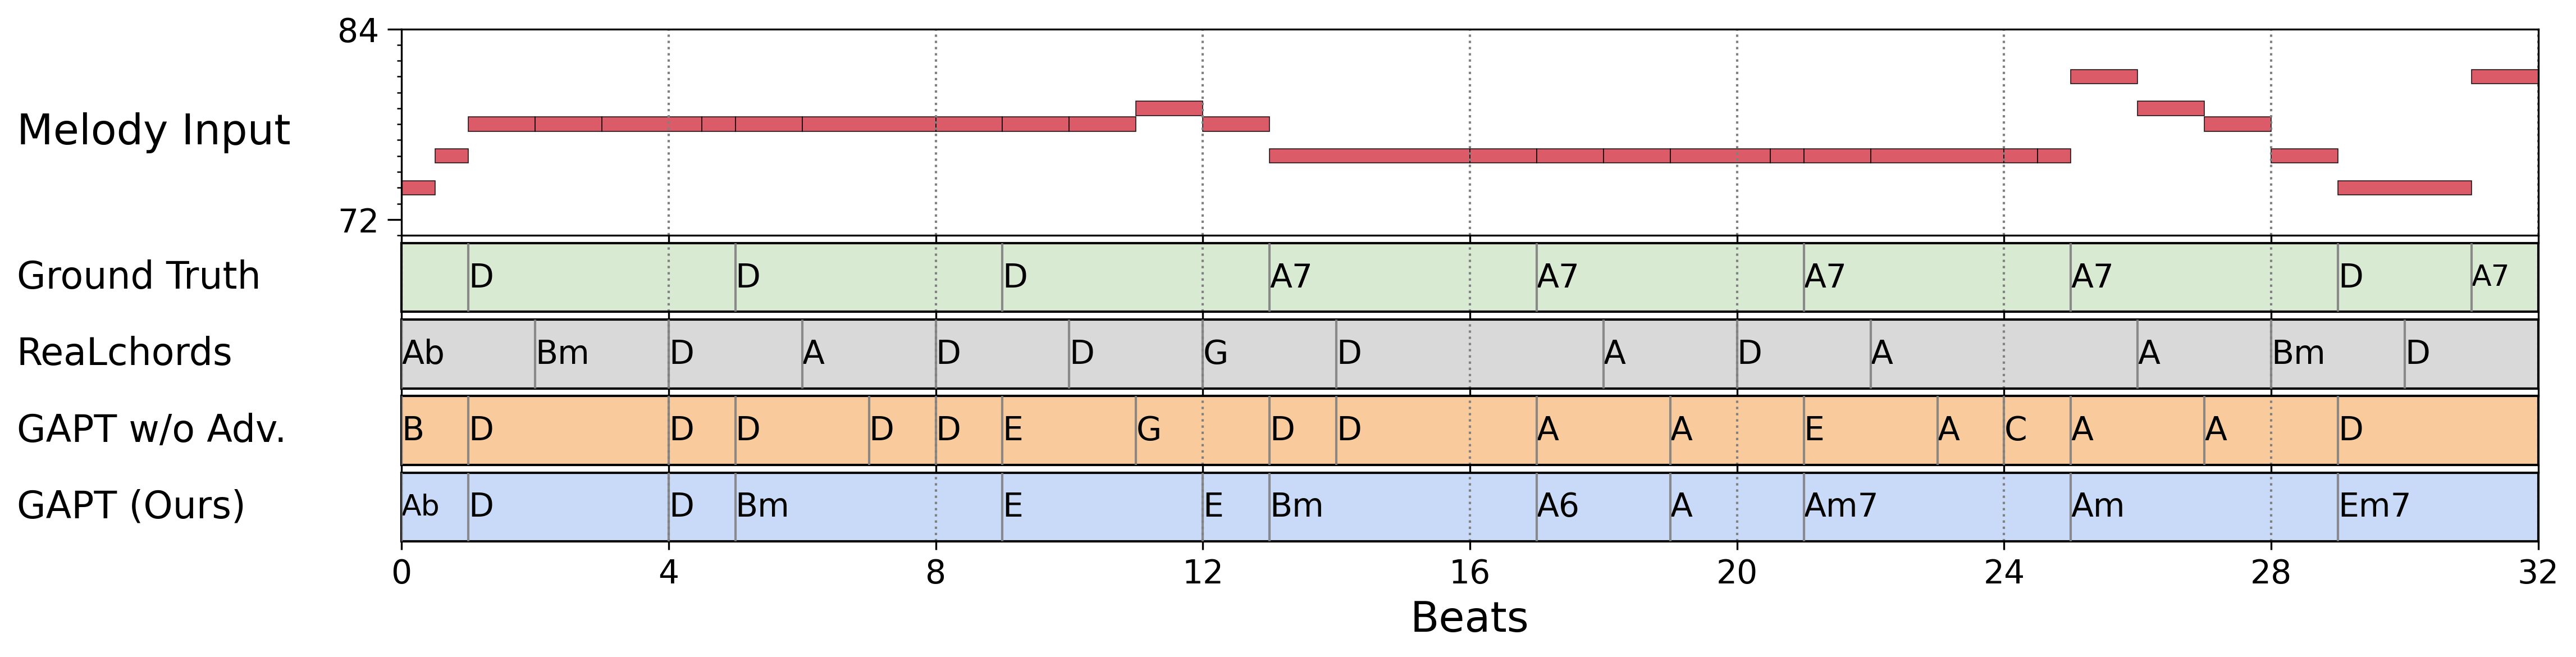 84
Melody Input
72
Ground Truth D D D A7 A7 A7 A7 D A7
ReaLchords Ab Bm D A D D G D A D A A Bm D
GAPT w/o Adv. B D D D D D E G D D A A E A C A A D
GAPT (Ours) Ab D D Bm E E Bm A6 A Am7 Am Em7
0 4 8 12 16 20 24 28 32
Beats